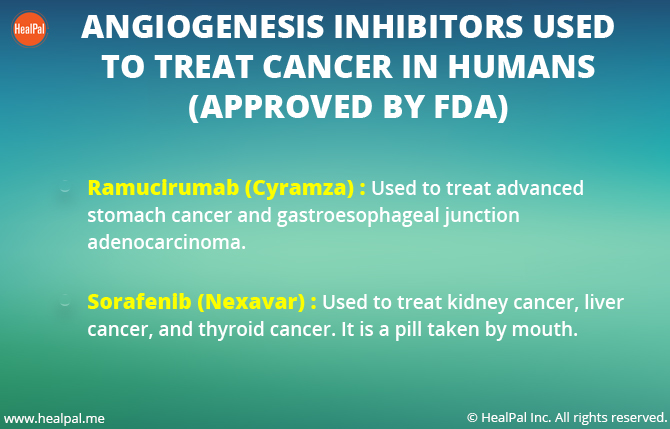 HealPal
ANGIOGENESIS INHIBITORS USED
TO TREAT CANCER IN HUMANS
(APPROVED BY FDA)
Ramucirumab (Cyramza) : Used to treat advanced
stomach cancer and gastroesophageal junction
adenocarcinoma.
Sorafenib (Nexavar) : Used to treat kidney cancer, liver
cancer, and thyroid cancer. It is a pill taken by mouth.
www.healpal.me
© HealPal Inc. All rights reserved.